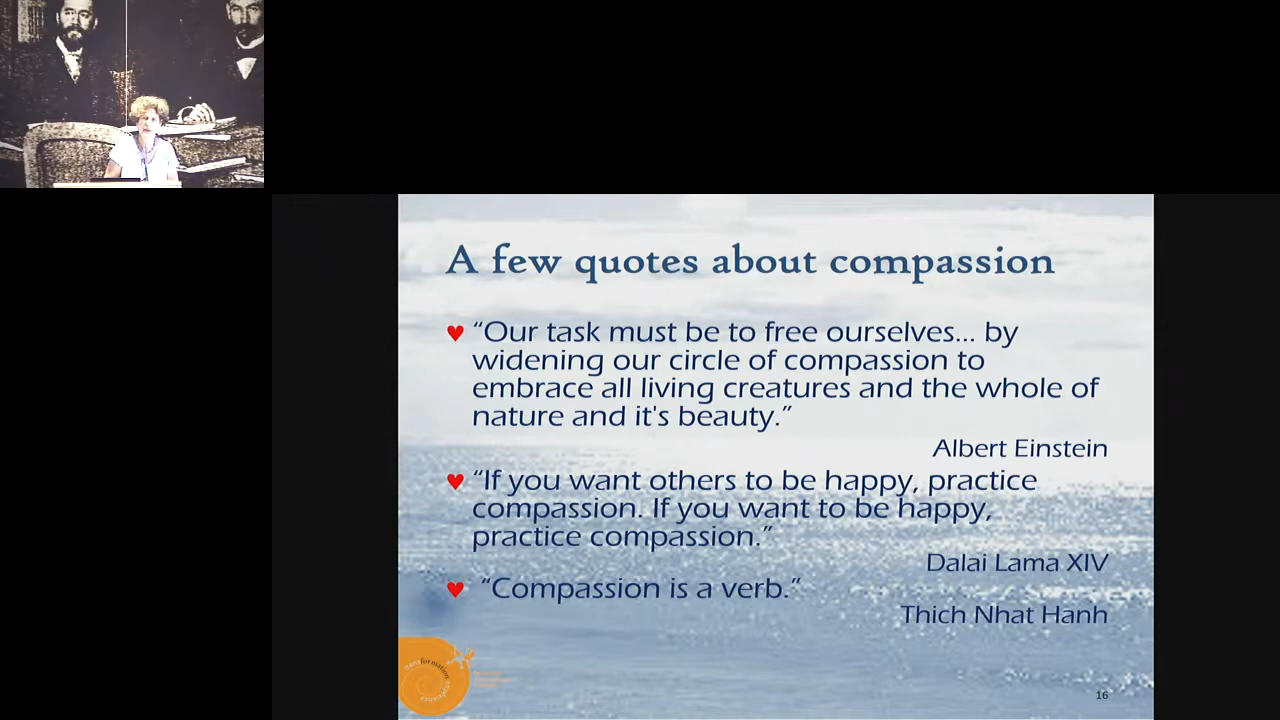 A few quotes about compassion
♥ “Our task must be to free ourselves... by
widening our circle of compassion to
embrace all living creatures and the whole of
nature and it's beauty.”
Albert Einstein
♥ “If you want others to be happy, practice
compassion. If you want to be happy,
practice compassion.”
Dalai Lama XIV
♥ “Compassion is a verb.”
Thich Nhat Hanh
16